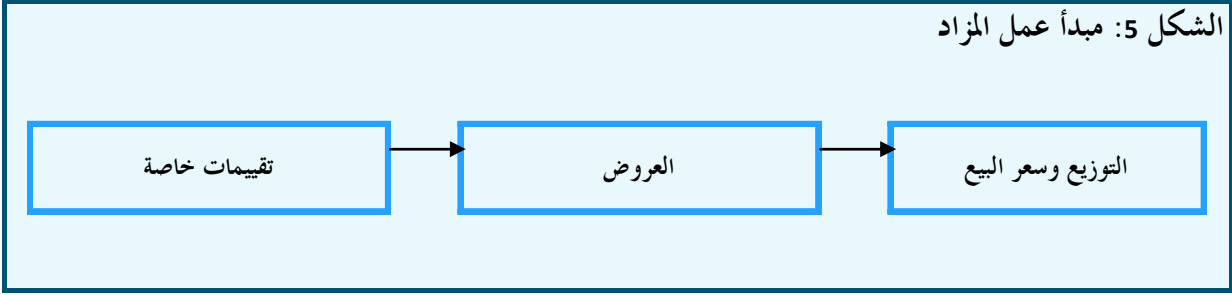 الشكل 5: مبدأ عمل المزاد
تقييمات خاصة
العروض
التوزيع وسعر البيع